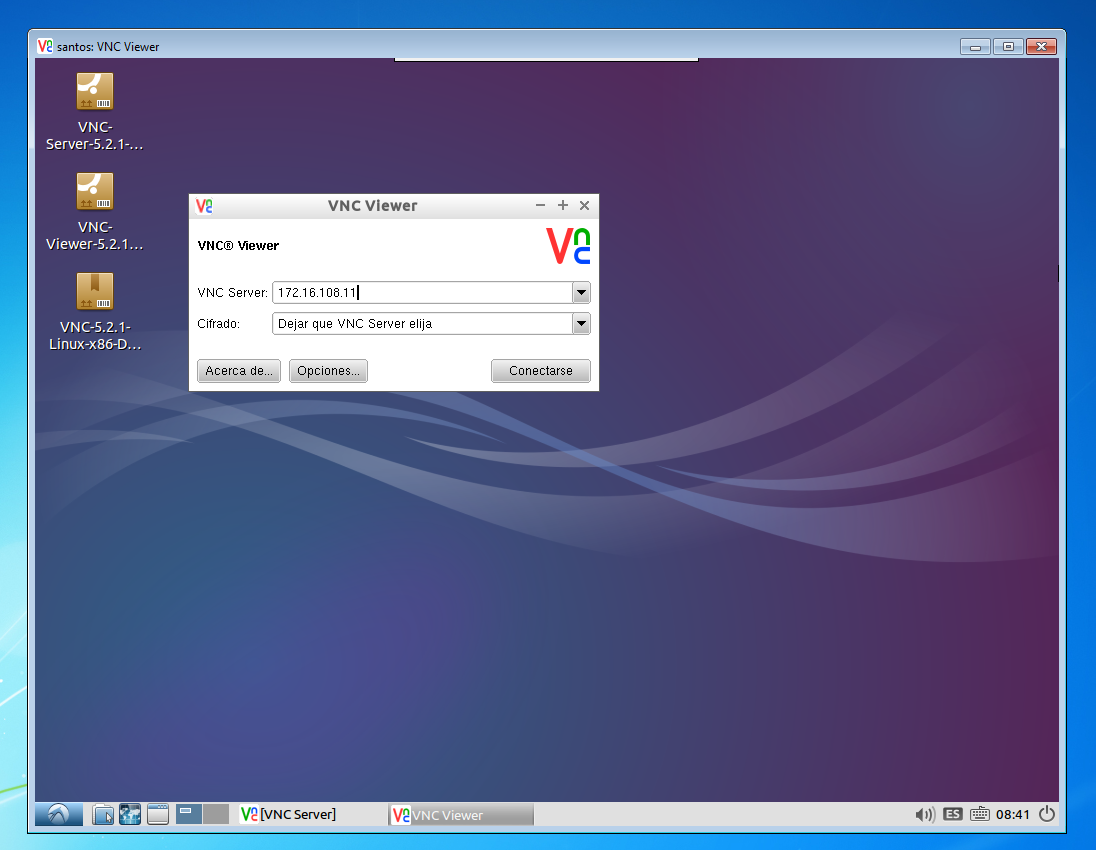 santos: VNC Viewer
VNC-
Server-5.2.1-...
VNC-
Viewer-5.2.1...
VNC-5.2.1-
Linux-x86-D...
VNC Viewer
VNC® Viewer
VNC Server: 172.16.108.11
Cifrado: Dejar que VNC Server elija
Acerca de... Opciones... Conectarse
[VNC Server] VNC Viewer ES 08:41